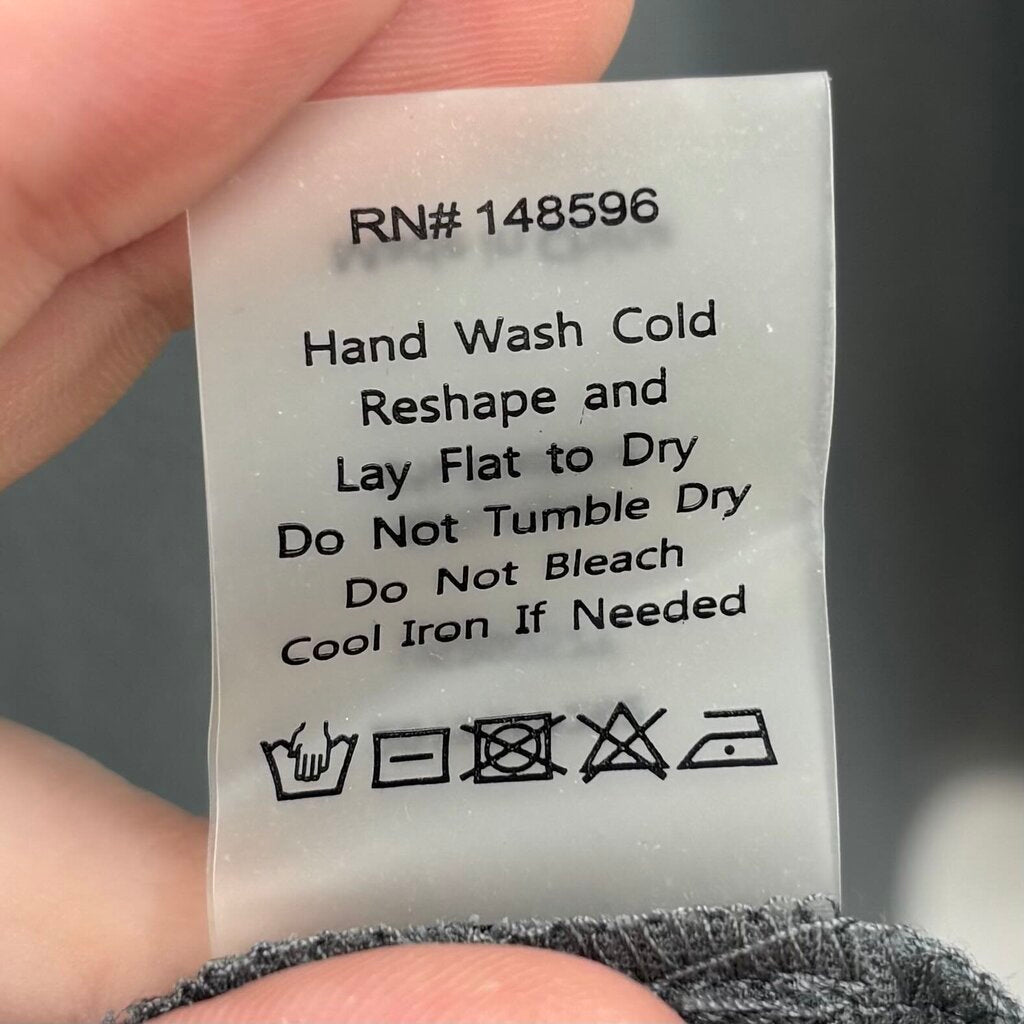 RN# 148596
Hand Wash Cold
Reshape and
Lay Flat to Dry
Do Not Tumble Dry
Do Not Bleach
Cool Iron If Needed